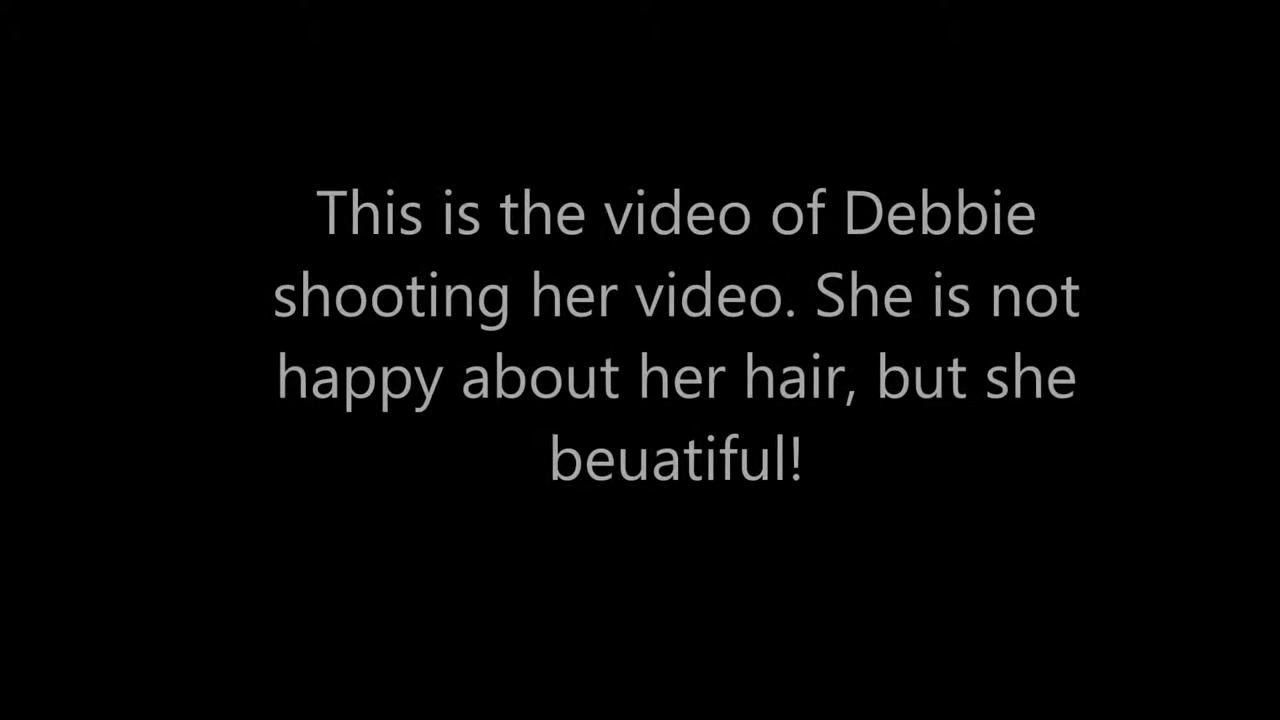 This is the video of Debbie
shooting her video. She is not
happy about her hair, but she
beuatiful!